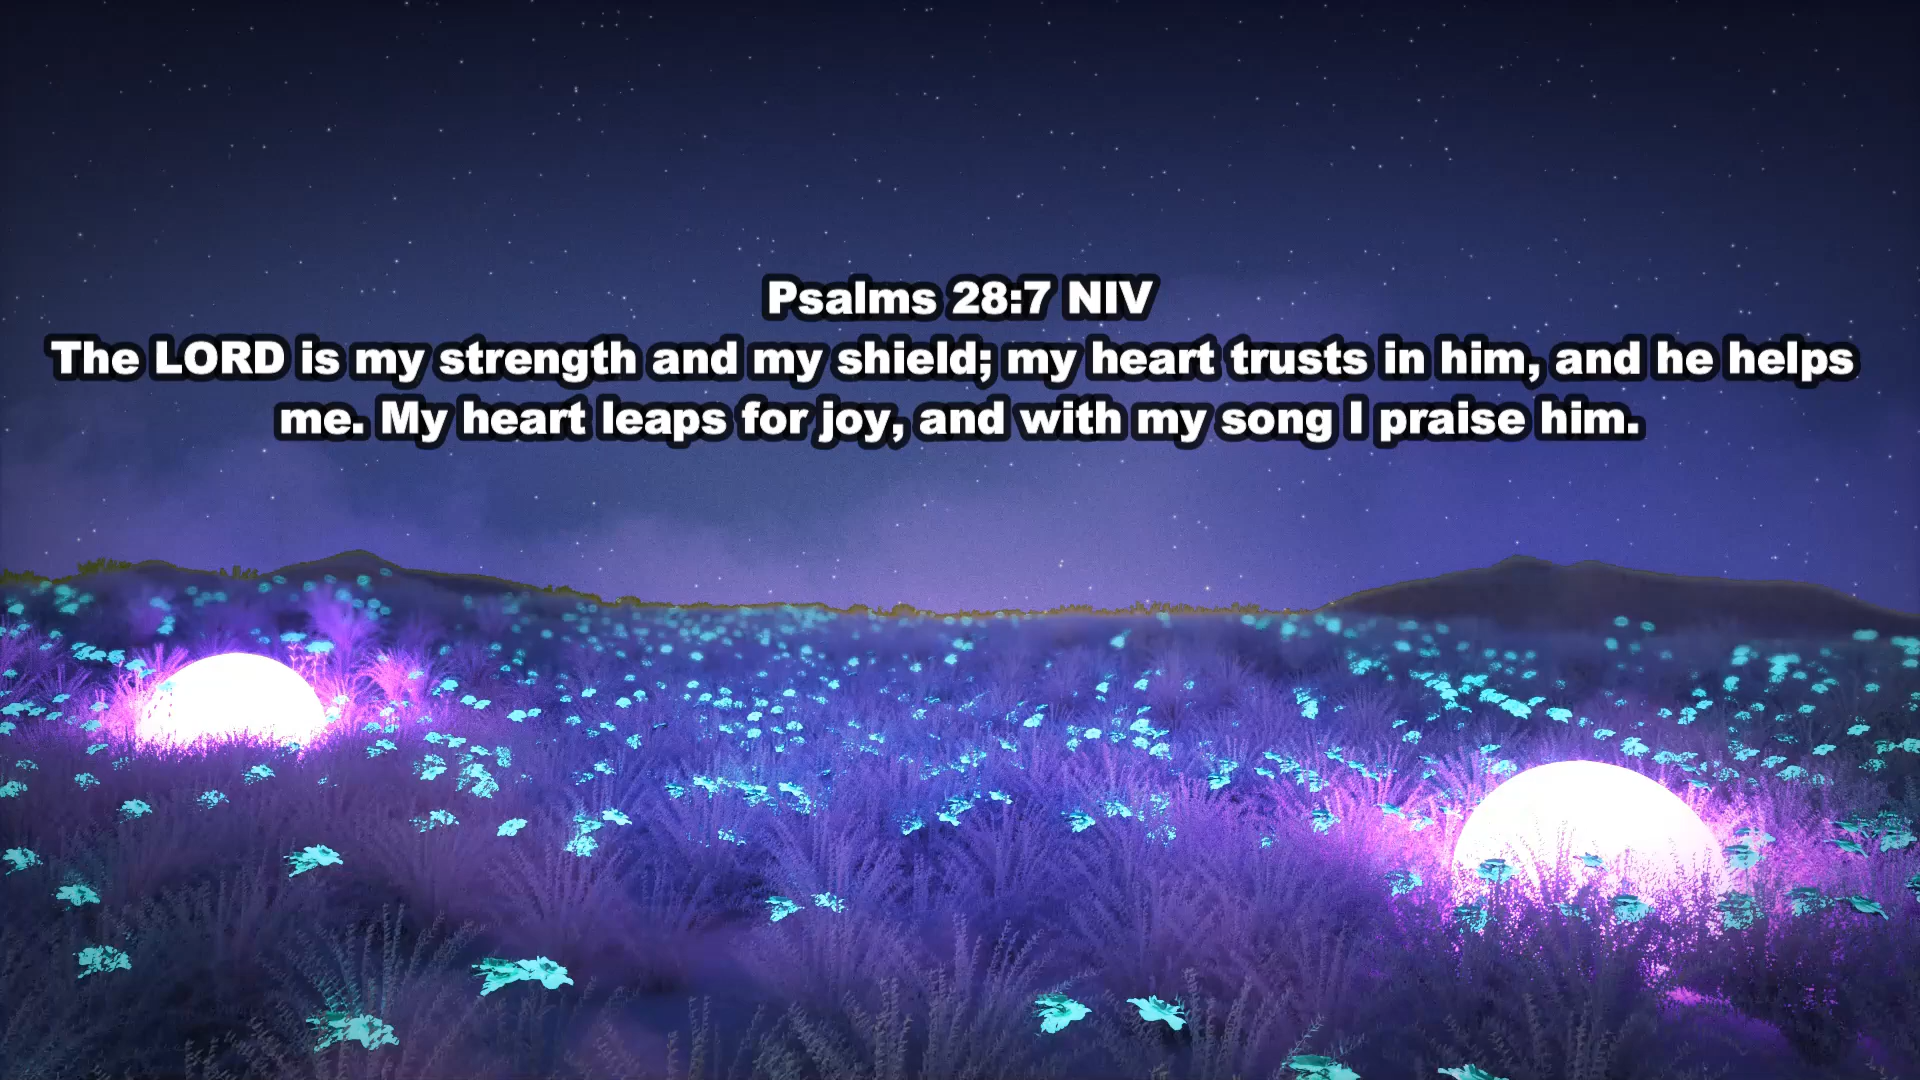 Psalms 28:7 NIV
The LORD is my strength and my shield; my heart trusts in him, and he helps
me. My heart leaps for joy, and with my song I praise him.